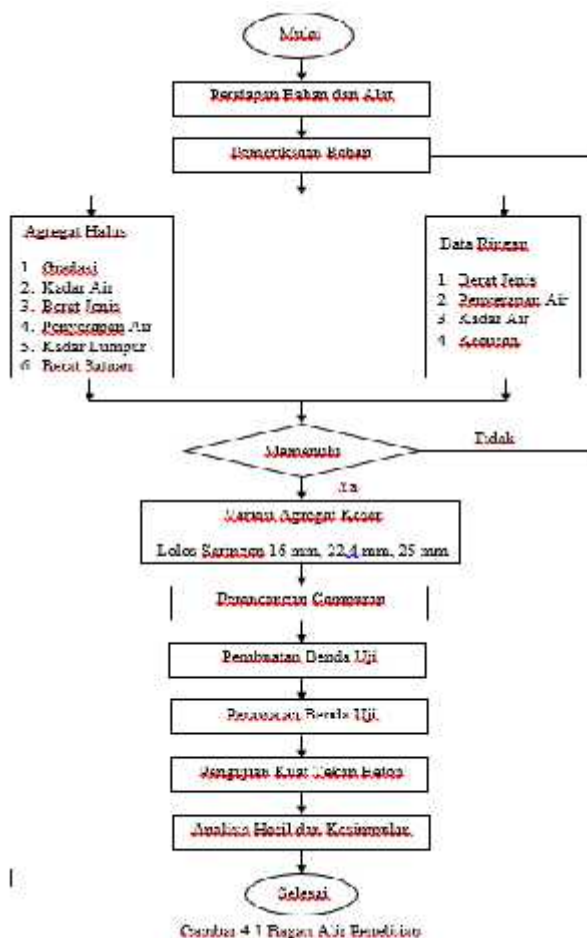 Mulai
Persiapan Bahan dan Alat
Pemeriksaan Bahan
Agregat Halus
1. Gradasi
2. Kadar Air
3. Berat Jenis
4. Penyerapan Air
5. Kadar Lumpur
6. Berat Satuan
Data
1. Berat Jenis
2. Penyerapan Air
3. Kadar Air
4. Keausan
Memenuhi
Tidak
Ya
Variasi Agregat Kasar
Lolos Saringan 16 mm, 22,4 mm, 25 mm
Perancangan Campuran
Pembuatan Benda Uji
Perawatan Benda Uji
Pengujian Kuat Tekan Beton
Analisa Hasil dan Kesimpulan
Selesai
Gambar 4.1 Bagan Alir Penelitian